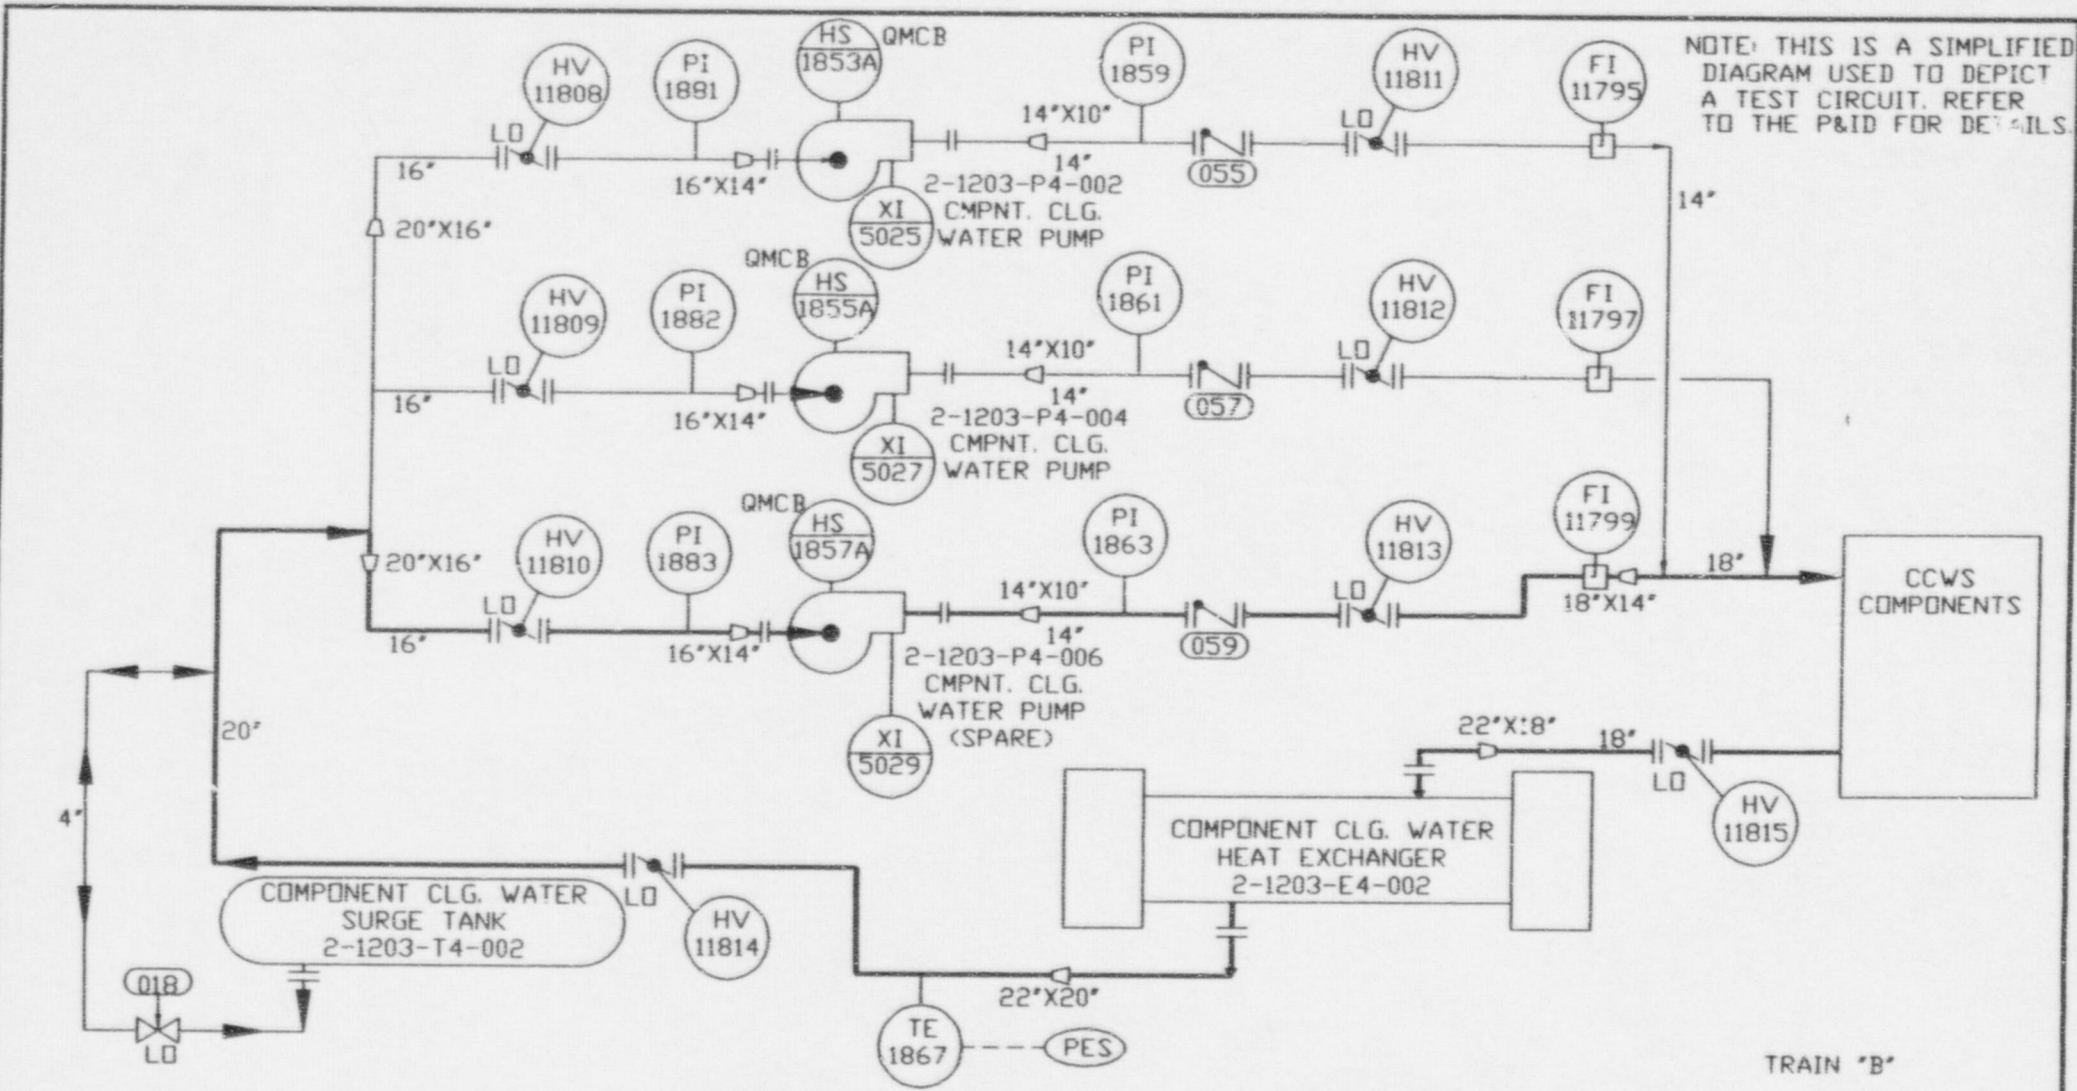 NOTE: THIS IS A SIMPLIFIED
DIAGRAM USED TO DEPICT
A TEST CIRCUIT. REFER
TO THE P&ID FOR DETAILS.
HV
11808
PI
1881
HS
1853A
QMCB
PI
1859
HV
11811
FI
11795
LO
14"X10"
LO
16"
16"X14"
14"
055
2-1203-P4-002
CMPNT. CLG.
WATER PUMP
XI
5025
14"
20"X16"
HV
11809
PI
1882
QMCB
HS
1855A
PI
1861
HV
11812
FI
11797
LO
14"X10"
LO
16"
16"X14"
14"
057
2-1203-P4-004
CMPNT. CLG.
WATER PUMP
XI
5027
HV
11810
PI
1883
QMCB
HS
1857A
PI
1863
HV
11813
FI
11799
20"X16"
LO
14"X10"
LO
18"X14"
18"
16"
16"X14"
14"
059
2-1203-P4-006
CMPNT. CLG.
WATER PUMP
(SPARE)
XI
5029
CCWS
COMPONENTS
20"
4"
22"X18"
18"
LO
HV
11815
COMPONENT CLG. WATER
HEAT EXCHANGER
2-1203-E4-002
COMPONENT CLG. WATER
SURGE TANK
2-1203-T4-002
LO
HV
11814
018
LO
22"X20"
TE
1867
PES
TRAIN "B"